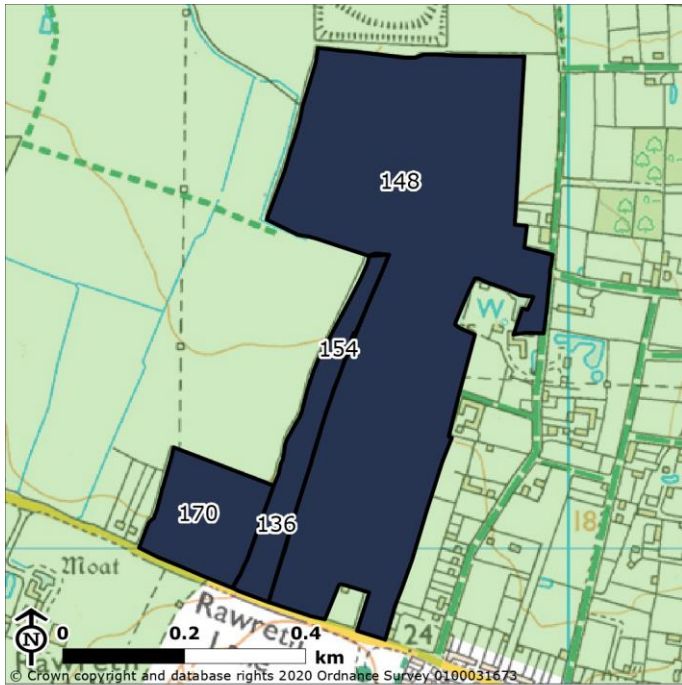 148
W
154
170
136
18
Moat
Rawreth
Lane
24
0 0.2 0.4
km
N
Rawreth
© Crown copyright and database rights 2020 Ordnance Survey 0100031673